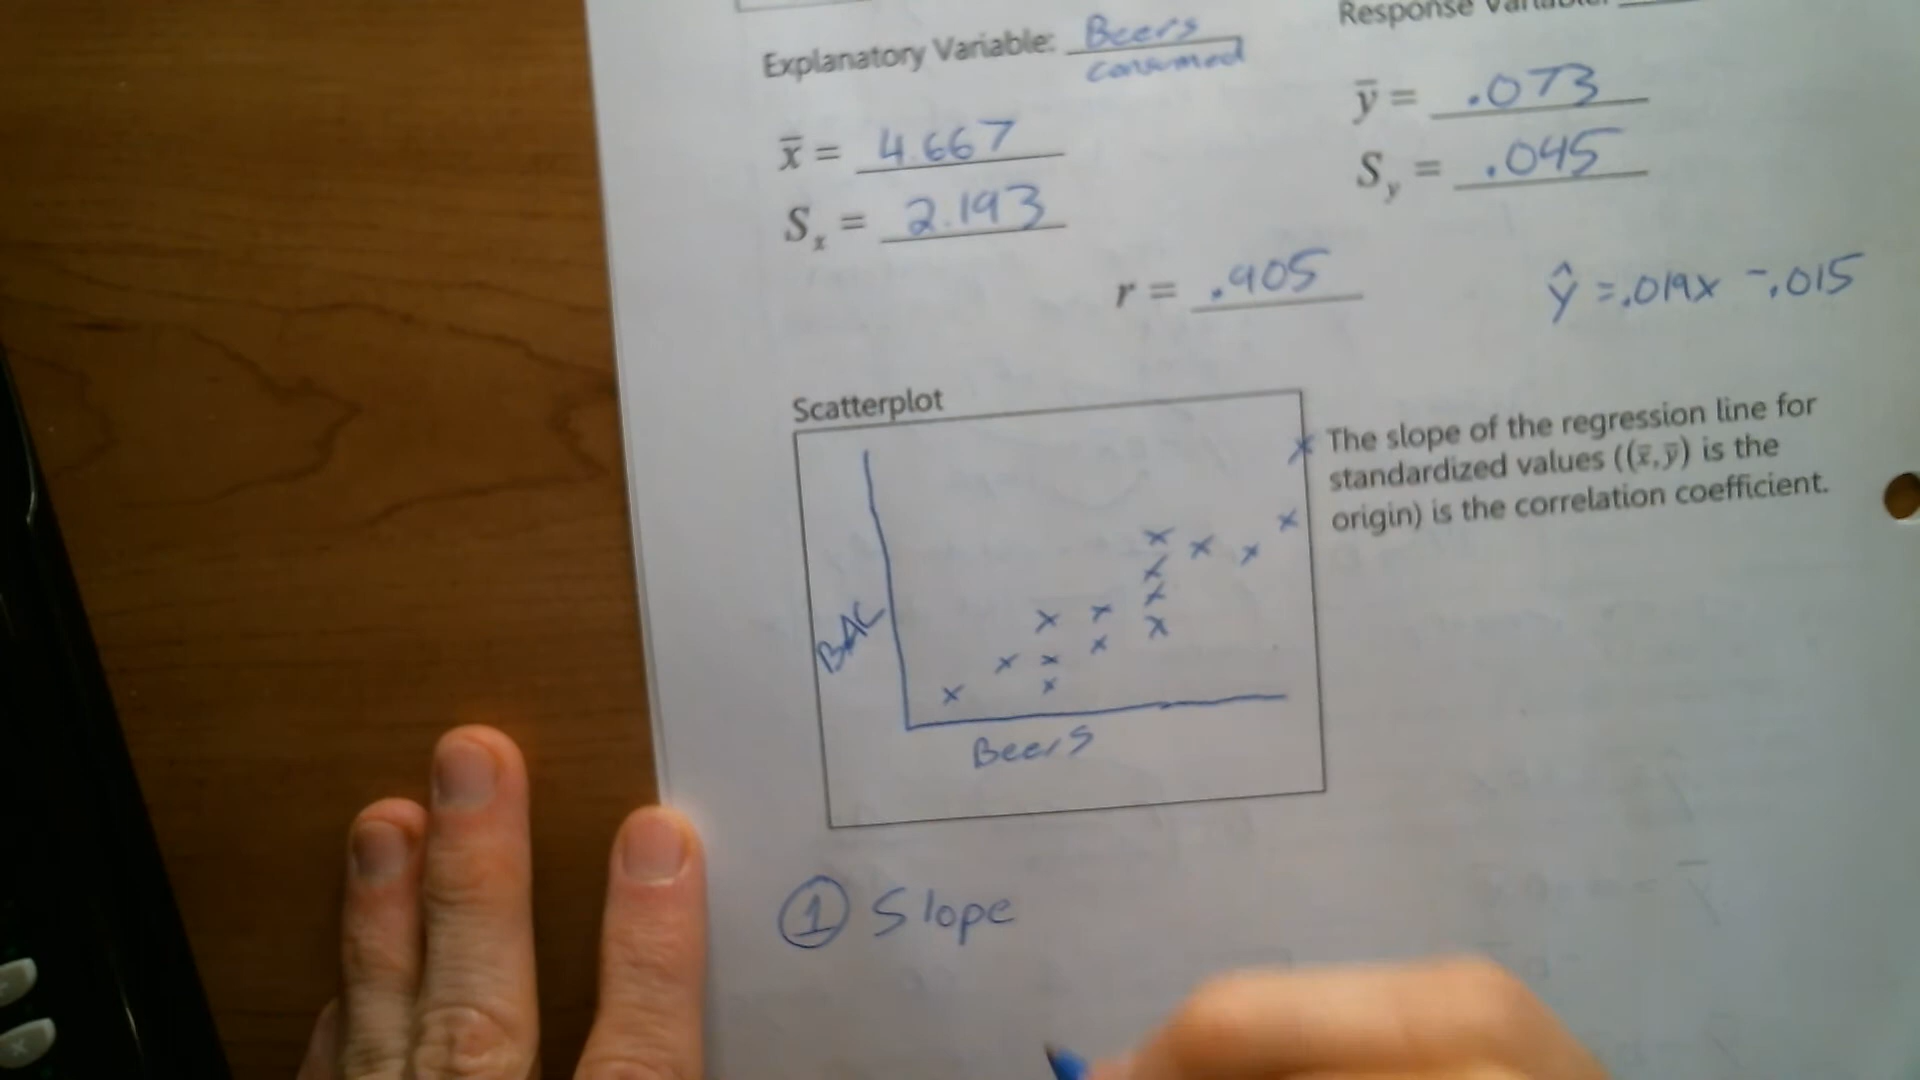 Explanatory Variable: Beers consumed
Response Variable:
x̄ = 4.667
ȳ = .073
Sx = 2.193
Sy = .045
r = .905
ŷ = .019x -.015
Scatterplot
BAC
Beers
The slope of the regression line for
standardized values ((x̄,ȳ) is the
origin) is the correlation coefficient.
① Slope